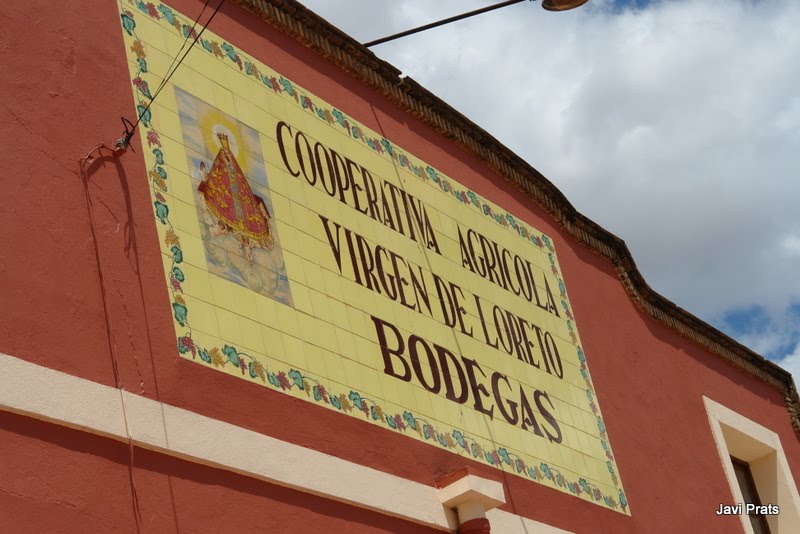 COOPERATIVA AGRICOLA
VIRGEN DE LORETO
BODEGAS
Javi Prats